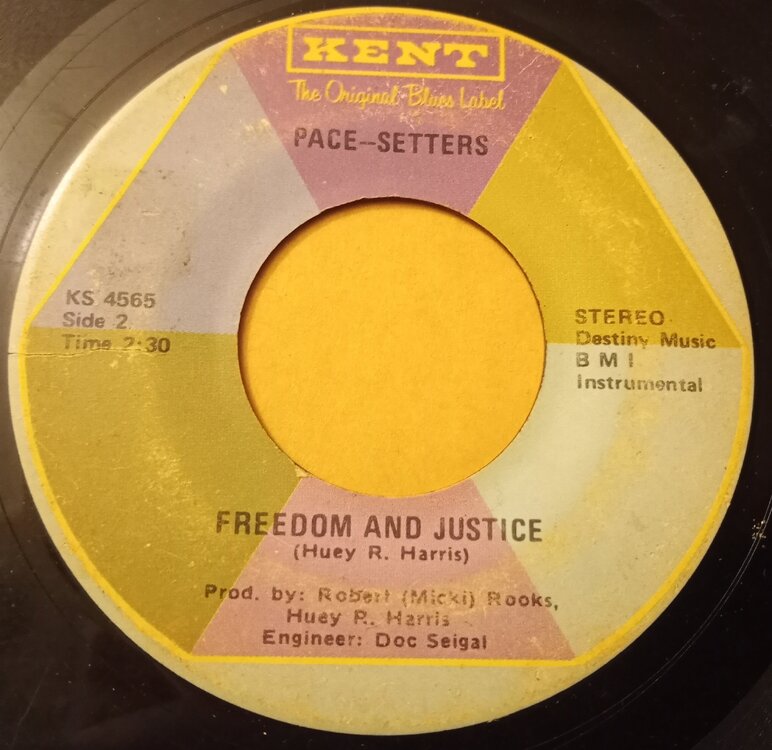 KENT
The Original Blues Label
PACE--SETTERS
KS 4565
Side 2
Time 2:30
STEREO
Destiny Music
B M I
Instrumental
FREEDOM AND JUSTICE
(Huey R. Harris)
Prod. by: Robert (Micki) Rooks,
Huey R. Harris
Engineer: Doc Seigal